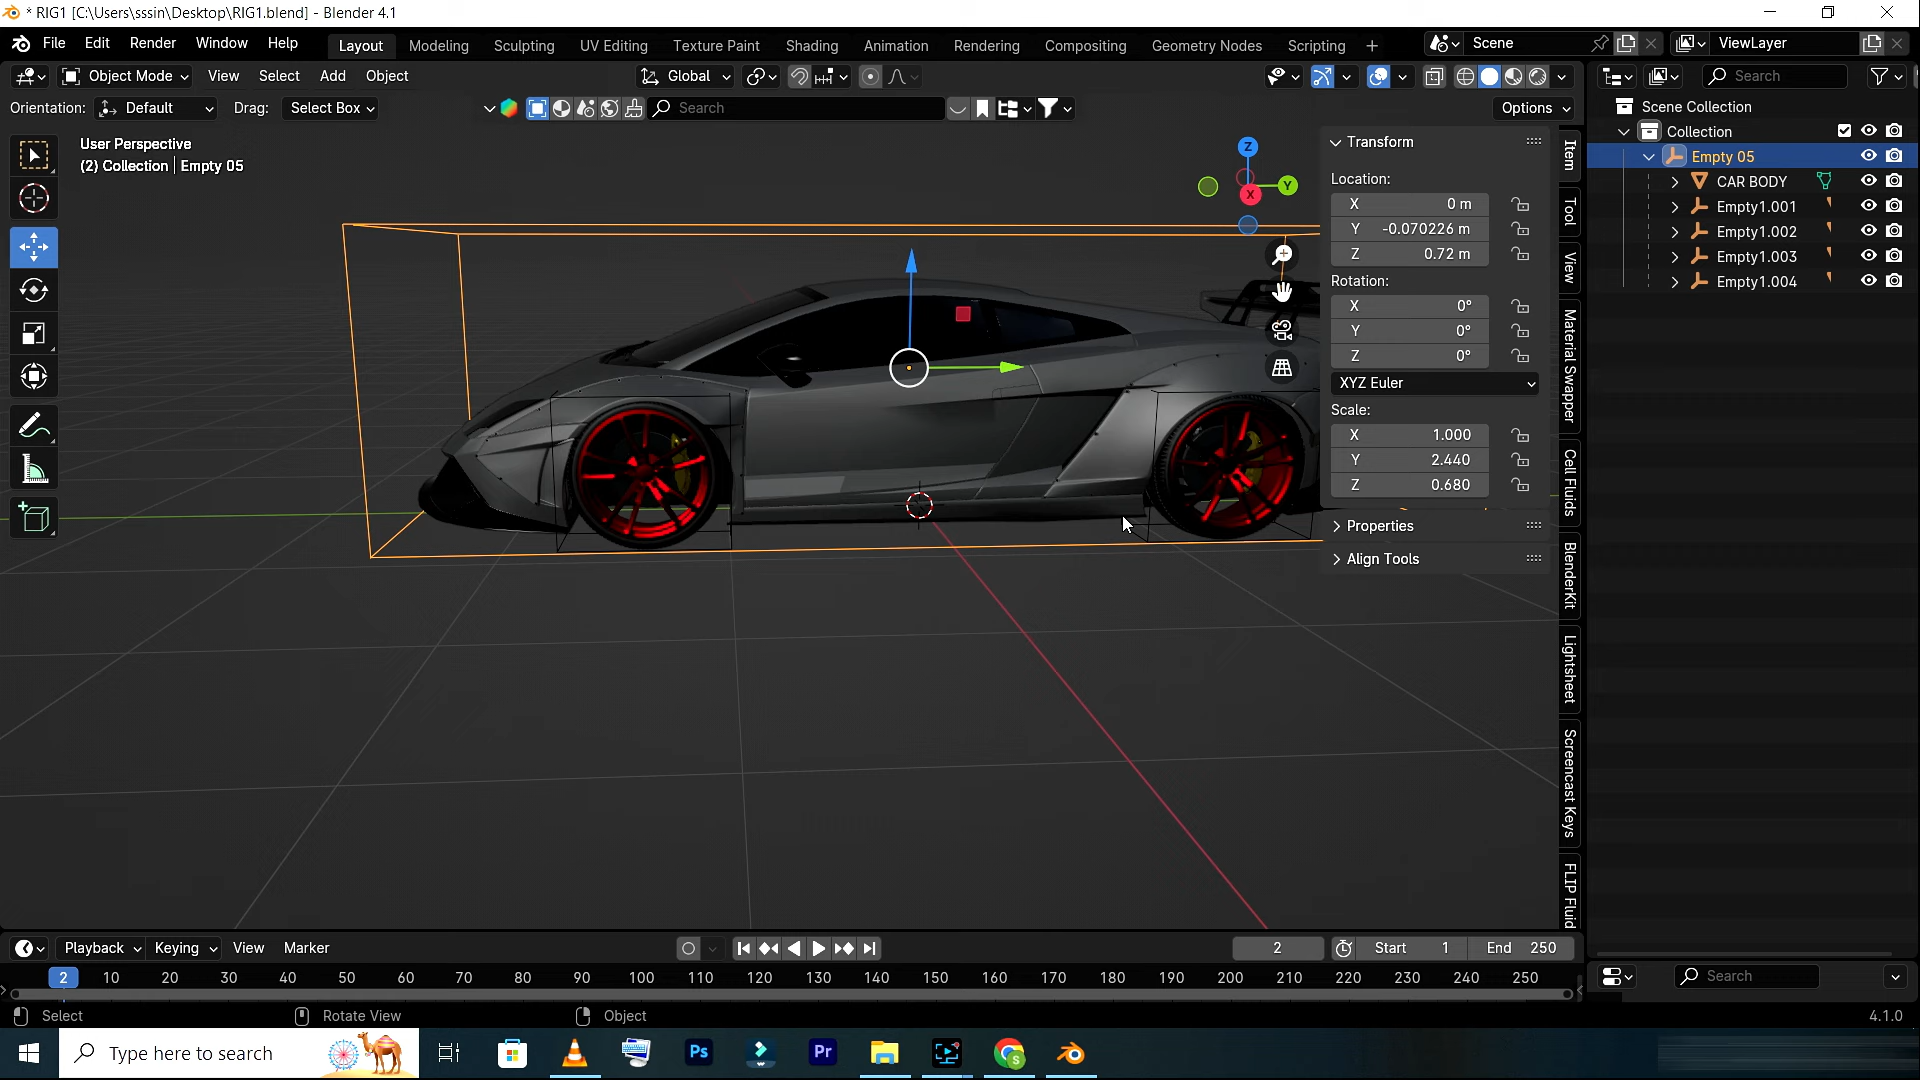 * RIG1 [C:\Users\sssin\Desktop\RIG1.blend] - Blender 4.1
File Edit Render Window Help Layout Modeling Sculpting UV Editing Texture Paint Shading Animation Rendering Compositing Geometry Nodes Scripting + Scene ViewLayer
Object Mode View Select Add Object Global Search
Orientation: Default Drag: Select Box Search Options
User Perspective
(2) Collection | Empty 05
Z
Y
X
Transform
Location:
X 0 m
Y -0.070226 m
Z 0.72 m
Rotation:
X 0°
Y 0°
Z 0°
XYZ Euler
Scale:
X 1.000
Y 2.440
Z 0.680
Properties
Align Tools
Item
Tool
View
Material Swapper
Cell Fluids
BlenderKit
Lightsheet
Screencast Keys
FLIP Fluid
Scene Collection
Collection
Empty 05
CAR BODY
Empty1.001
Empty1.002
Empty1.003
Empty1.004
Playback Keying View Marker 2 Start 1 End 250
2 10 20 30 40 50 60 70 80 90 100 110 120 130 140 150 160 170 180 190 200 210 220 230 240 250
Search
Select Rotate View Object 4.1.0
Type here to search Ps Pr S